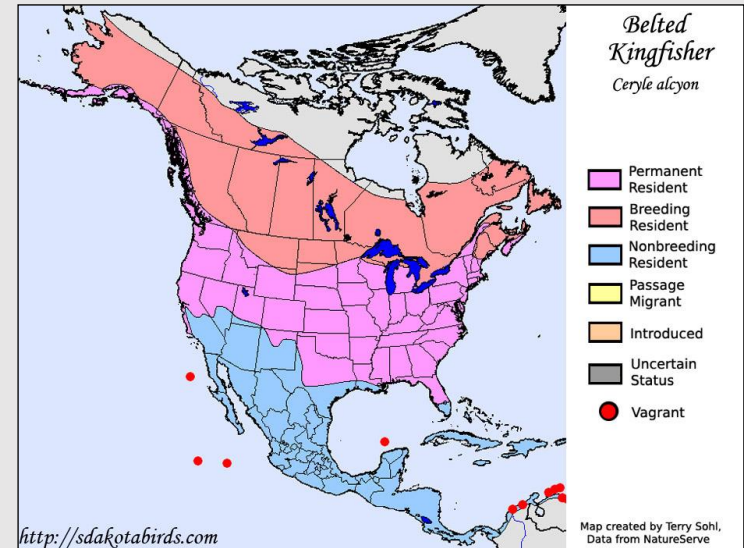 Belted
Kingfisher
Ceryle alcyon
Permanent
Resident
Breeding
Resident
Nonbreeding
Resident
Passage
Migrant
Introduced
Uncertain
Status
Vagrant
http://sdakotabirds.com
Map created by Terry Sohl,
Data from NatureServe